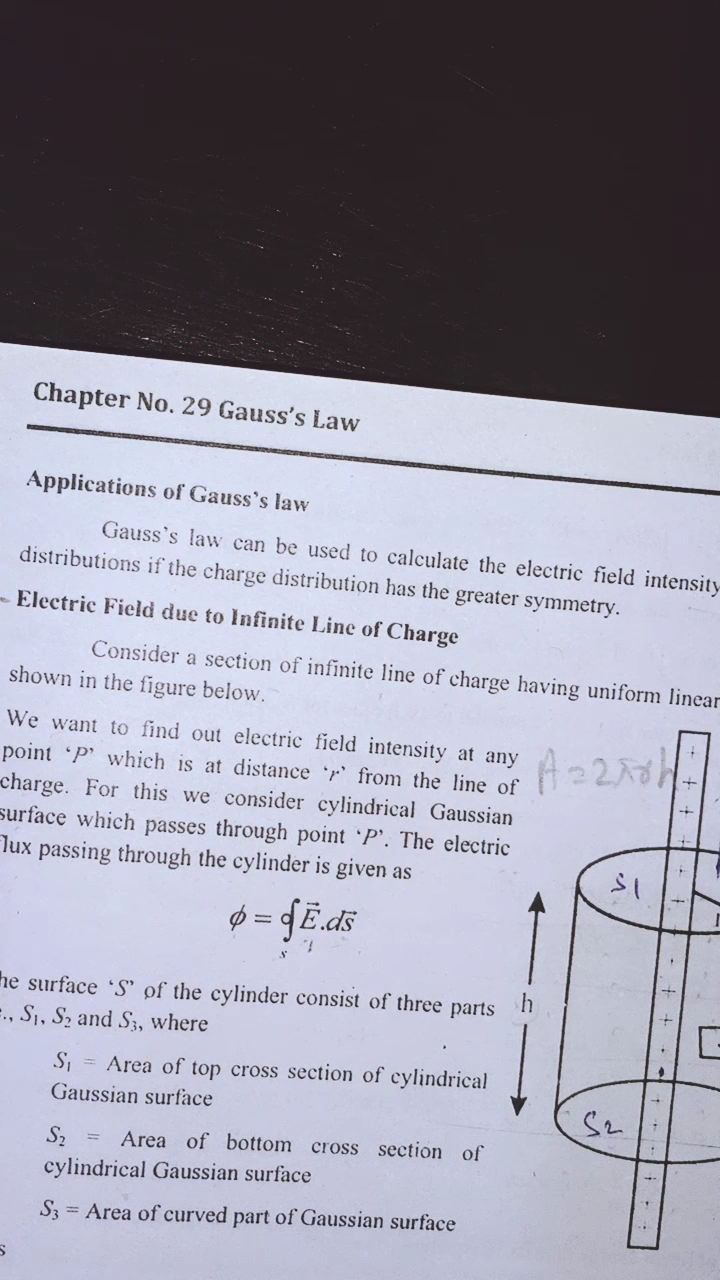 Chapter No. 29 Gauss's Law
Applications of Gauss's law
Gauss's law can be used to calculate the electric field intensity
distributions if the charge distribution has the greater symmetry.
Electric Field due to Infinite Line of Charge
Consider a section of infinite line of charge having uniform linear
shown in the figure below.
We want to find out electric field intensity at any
point 'P' which is at distance 'r' from the line of
charge. For this we consider cylindrical Gaussian
surface which passes through point 'P'. The electric
flux passing through the cylinder is given as
A = 2πrh
ϕ = ∮ₛ E⃗.ds⃗
he surface 'S' of the cylinder consist of three parts
., S₁, S₂ and S₃, where
S₁ = Area of top cross section of cylindrical
Gaussian surface
S₂ = Area of bottom cross section of
cylindrical Gaussian surface
S₃ = Area of curved part of Gaussian surface
s
S1
h
S2